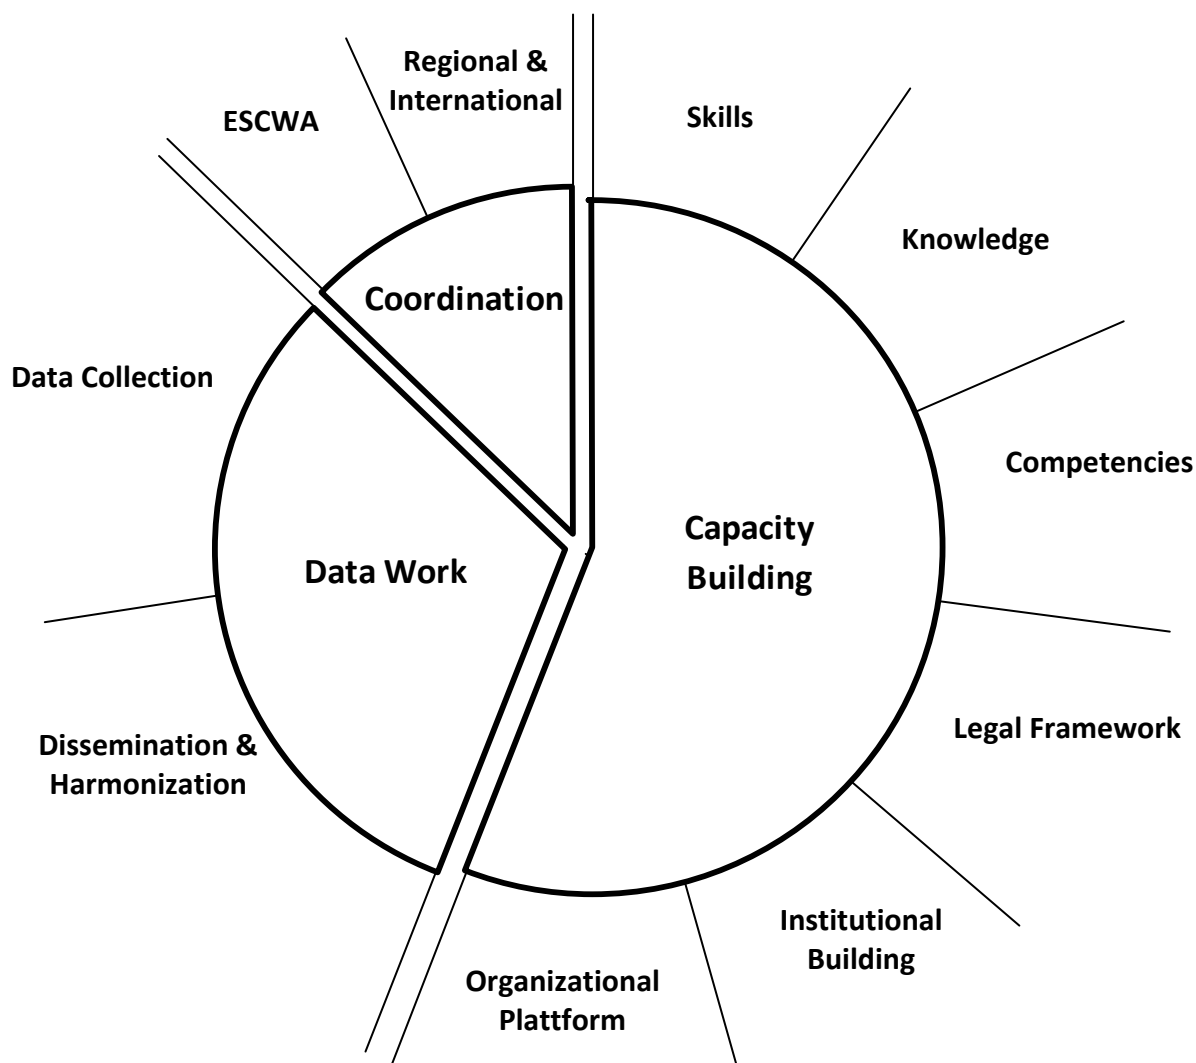 Regional &
International
Skills
ESCWA
Knowledge
Coordination
Data Collection
Competencies
Capacity
Building
Data Work
Legal Framework
Dissemination &
Harmonization
Institutional
Building
Organizational
Plattform